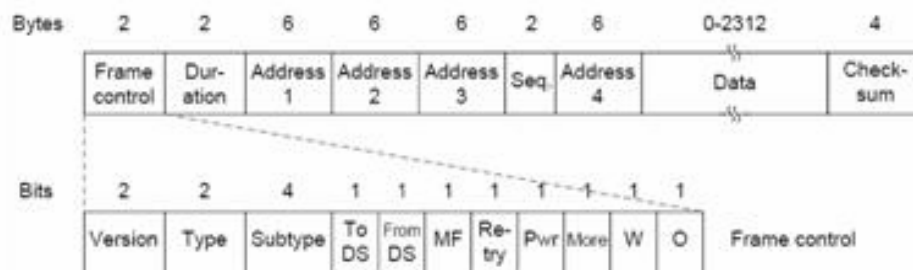 Bytes 2 2 6 6 6 2 6 0-2312 4
Frame control Dur-ation Address 1 Address 2 Address 3 Seq. Address 4 Data Check-sum
Bits 2 2 4 1 1 1 1 1 1 1 1
Version Type Subtype To DS From DS MF Re-try Pwr More W O Frame control